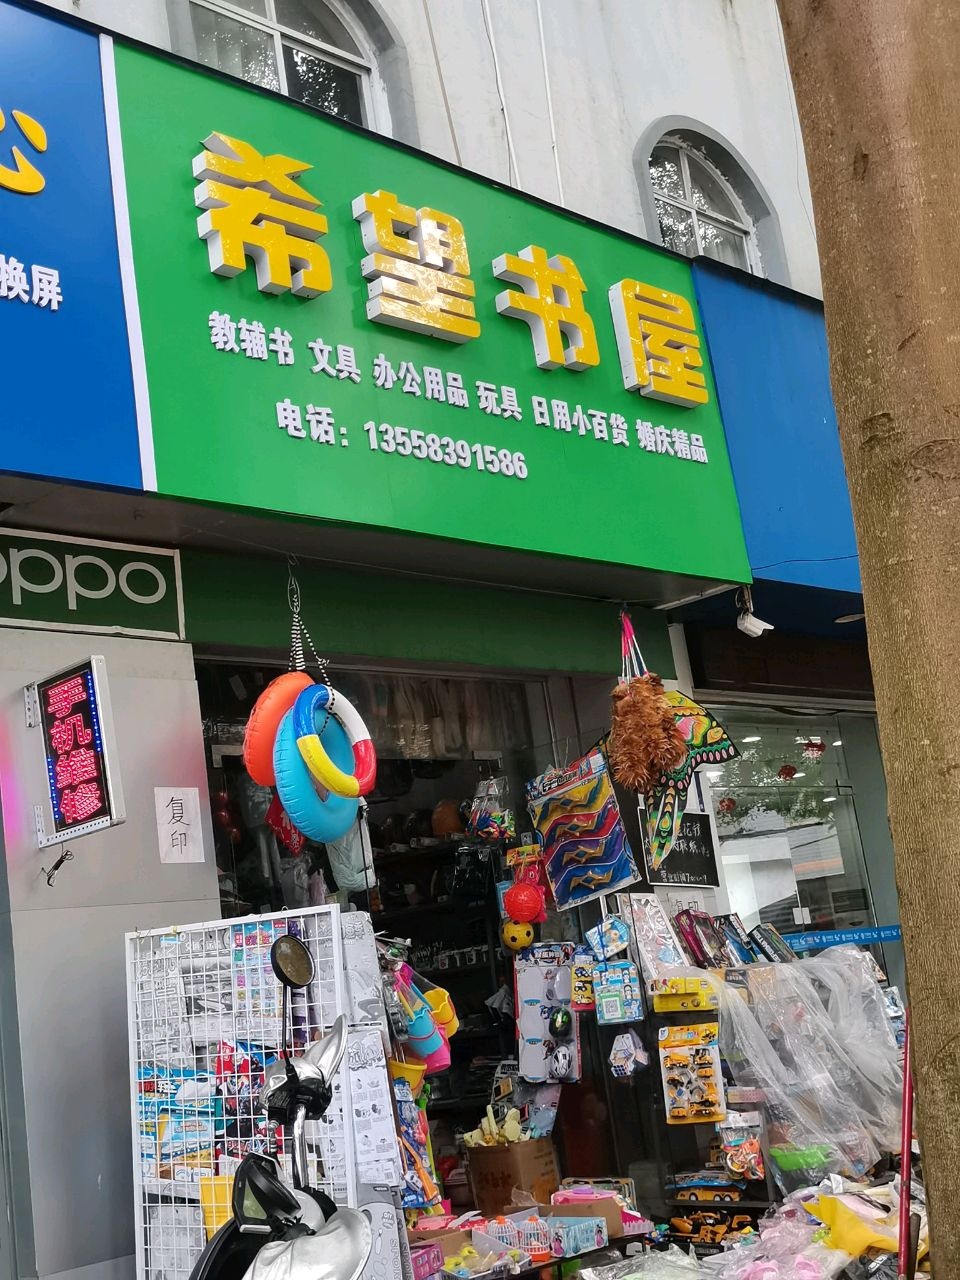 希望书屋
教辅书 文具 办公用品 玩具 日用小百货 婚庆精品
电话：13558391586
心
换屏
oppo
手机维修
复印